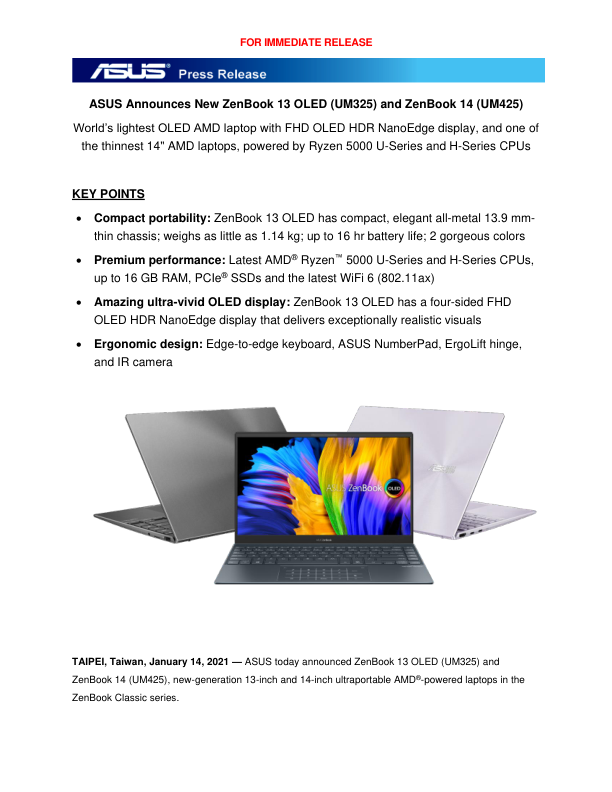 FOR IMMEDIATE RELEASE
ASUS® Press Release
ASUS Announces New ZenBook 13 OLED (UM325) and ZenBook 14 (UM425)
World's lightest OLED AMD laptop with FHD OLED HDR NanoEdge display, and one of
the thinnest 14" AMD laptops, powered by Ryzen 5000 U-Series and H-Series CPUs
KEY POINTS
• Compact portability: ZenBook 13 OLED has compact, elegant all-metal 13.9 mm-
thin chassis; weighs as little as 1.14 kg; up to 16 hr battery life; 2 gorgeous colors
• Premium performance: Latest AMD® Ryzen™ 5000 U-Series and H-Series CPUs,
up to 16 GB RAM, PCIe® SSDs and the latest WiFi 6 (802.11ax)
• Amazing ultra-vivid OLED display: ZenBook 13 OLED has a four-sided FHD
OLED HDR NanoEdge display that delivers exceptionally realistic visuals
• Ergonomic design: Edge-to-edge keyboard, ASUS NumberPad, ErgoLift hinge,
and IR camera
ASUS
ASUS ZenBook OLED
TAIPEI, Taiwan, January 14, 2021 — ASUS today announced ZenBook 13 OLED (UM325) and
ZenBook 14 (UM425), new-generation 13-inch and 14-inch ultraportable AMD®-powered laptops in the
ZenBook Classic series.